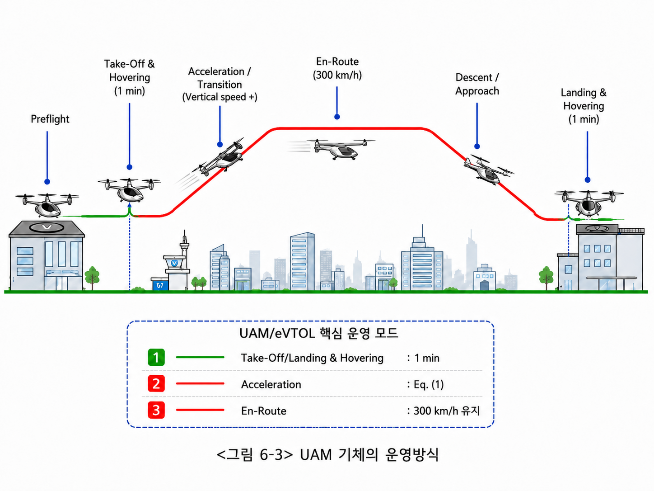 Preflight
Take-Off &
Hovering
(1 min)
Acceleration /
Transition
(Vertical speed +)
En-Route
(300 km/h)
Descent /
Approach
Landing &
Hovering
(1 min)
V
UAM/eVTOL 핵심 운영 모드
1 Take-Off/Landing & Hovering : 1 min
2 Acceleration : Eq. (1)
3 En-Route : 300 km/h 유지
<그림 6-3> UAM 기체의 운영방식